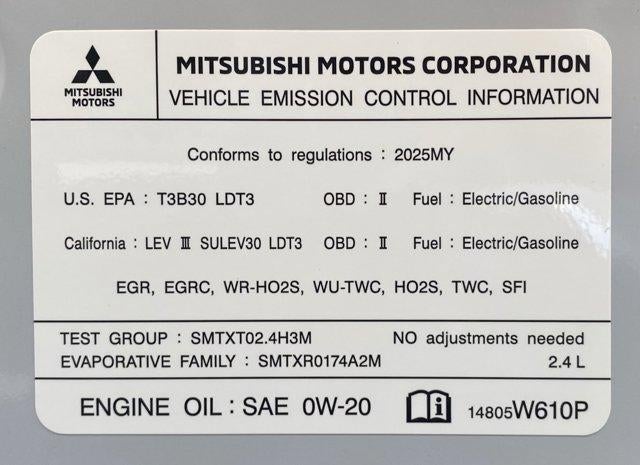 MITSUBISHI
MOTORS
MITSUBISHI MOTORS CORPORATION
VEHICLE EMISSION CONTROL INFORMATION
Conforms to regulations : 2025MY
U.S. EPA : T3B30 LDT3 OBD : Ⅱ Fuel : Electric/Gasoline
California : LEV Ⅲ SULEV30 LDT3 OBD : Ⅱ Fuel : Electric/Gasoline
EGR, EGRC, WR-HO2S, WU-TWC, HO2S, TWC, SFI
TEST GROUP : SMTXT02.4H3M NO adjustments needed
EVAPORATIVE FAMILY : SMTXR0174A2M 2.4 L
ENGINE OIL : SAE 0W-20 14805W610P